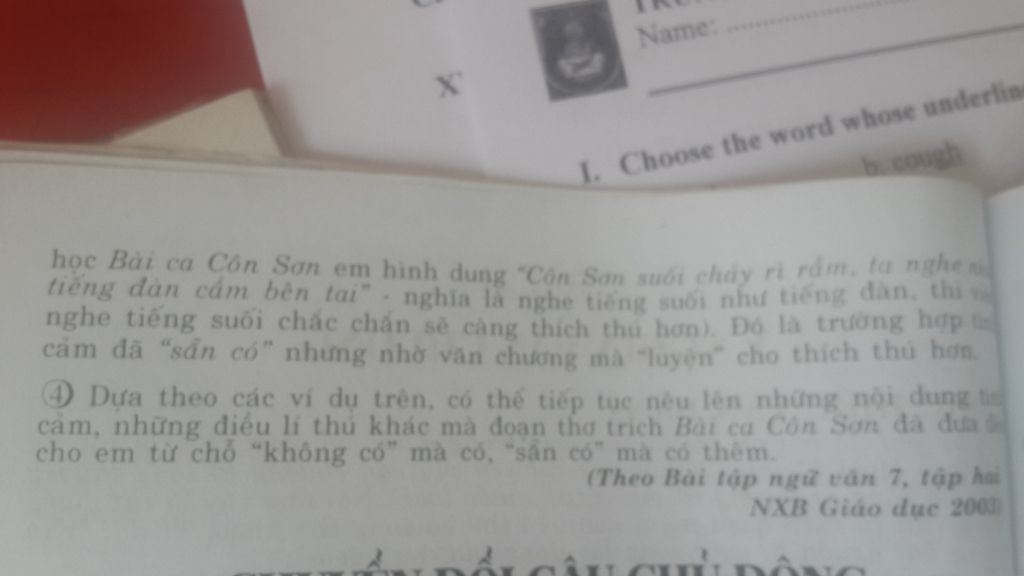 Name:
I. Choose the word whose
b. cough
học Bài ca Côn Sơn em hình dung "Côn Sơn suối chảy rì rầm, ta nghe
tiếng đàn cầm bên tai" - nghĩa là nghe tiếng suối như tiếng đàn, thì
nghe tiếng suối chắc chắn sẽ càng thích thú hơn). Đó là trường hợp
cảm đã "sẵn có" nhưng nhờ văn chương mà "luyện" cho thích thú hơn.
④ Dựa theo các ví dụ trên, có thể tiếp tục nêu lên những nội dung
cảm, những điều lí thú khác mà đoạn thơ trích Bài ca Côn Sơn đã đưa
cho em từ chỗ "không có" mà có, "sẵn có" mà có thêm.
(Theo Bài tập ngữ văn 7, tập hai
NXB Giáo dục 2003)
CHUYỂN ĐỔI CÂU CHỦ ĐỘNG